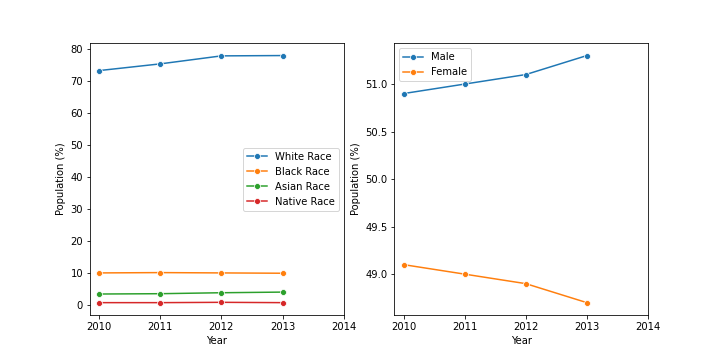 80
70
60
50
40
30
20
10
0
Population (%)
White Race
Black Race
Asian Race
Native Race
2010 2011 2012 2013 2014
Year
51.0
50.5
50.0
49.5
49.0
Population (%)
Male
Female
2010 2011 2012 2013 2014
Year